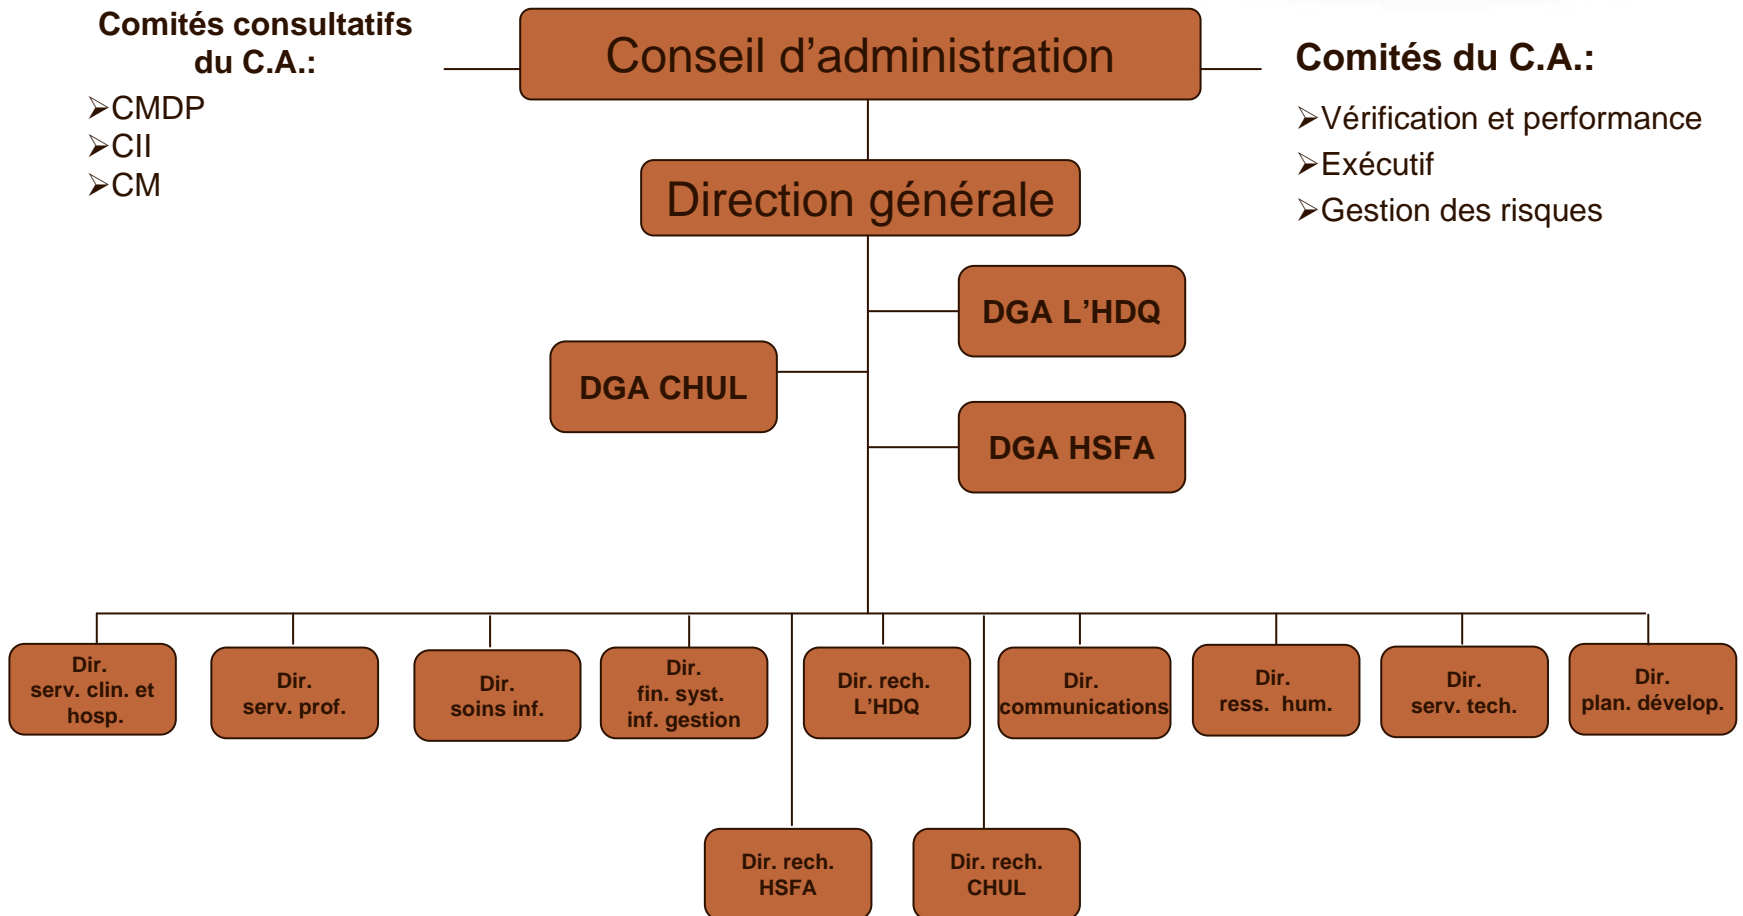 Comités consultatifs
du C.A.:
➢CMDP
➢CII
➢CM
Conseil d'administration
Comités du C.A.:
➢Vérification et performance
➢Exécutif
➢Gestion des risques
Direction générale
DGA L’HDQ
DGA CHUL
DGA HSFA
Dir.
serv. clin. et
hosp.
Dir.
serv. prof.
Dir.
soins inf.
Dir.
fin. syst.
inf. gestion
Dir. rech.
L’HDQ
Dir.
communications
Dir.
ress. hum.
Dir.
serv. tech.
Dir.
plan. dévelop.
Dir. rech.
HSFA
Dir. rech.
CHUL